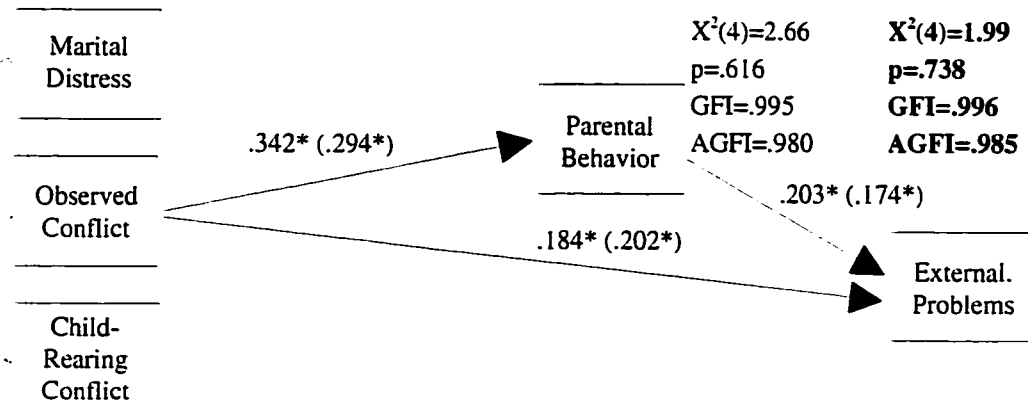 Marital
Distress
Observed
Conflict
Child-
Rearing
Conflict
.342* (.294*)
.184* (.202*)
Parental
Behavior
X²(4)=2.66
p=.616
GFI=.995
AGFI=.980
X²(4)=1.99
p=.738
GFI=.996
AGFI=.985
.203* (.174*)
External.
Problems